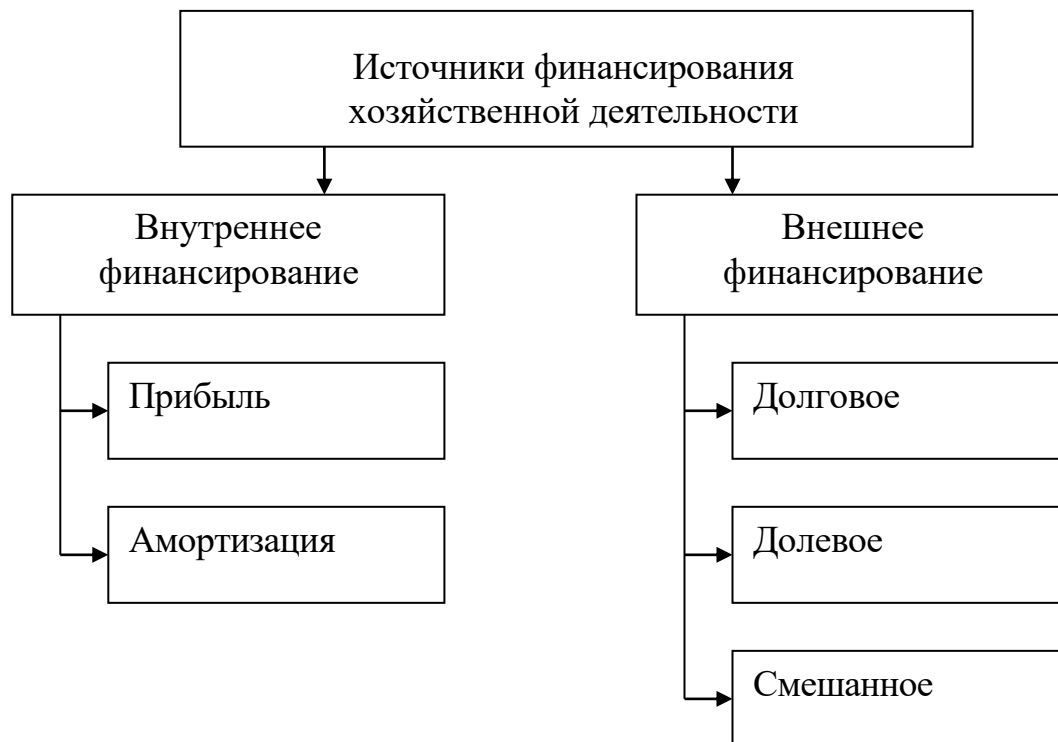 Источники финансирования
хозяйственной деятельности
Внутреннее
финансирование
Внешнее
финансирование
Прибыль
Долговое
Амортизация
Долевое
Смешанное